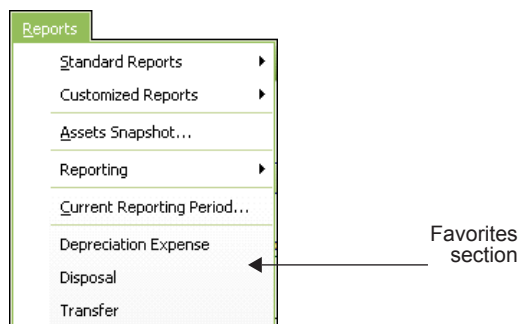 Reports
Standard Reports
Customized Reports
Assets Snapshot...
Reporting
Current Reporting Period...
Depreciation Expense
Disposal
Transfer
Favorites
section